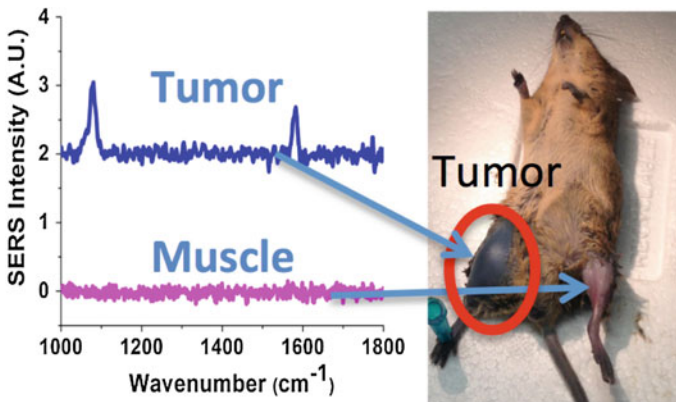 SERS Intensity (A.U.)
4
3
2
1
0
Tumor
Muscle
1000 1200 1400 1600 1800
Wavenumber (cm⁻¹)
Tumor